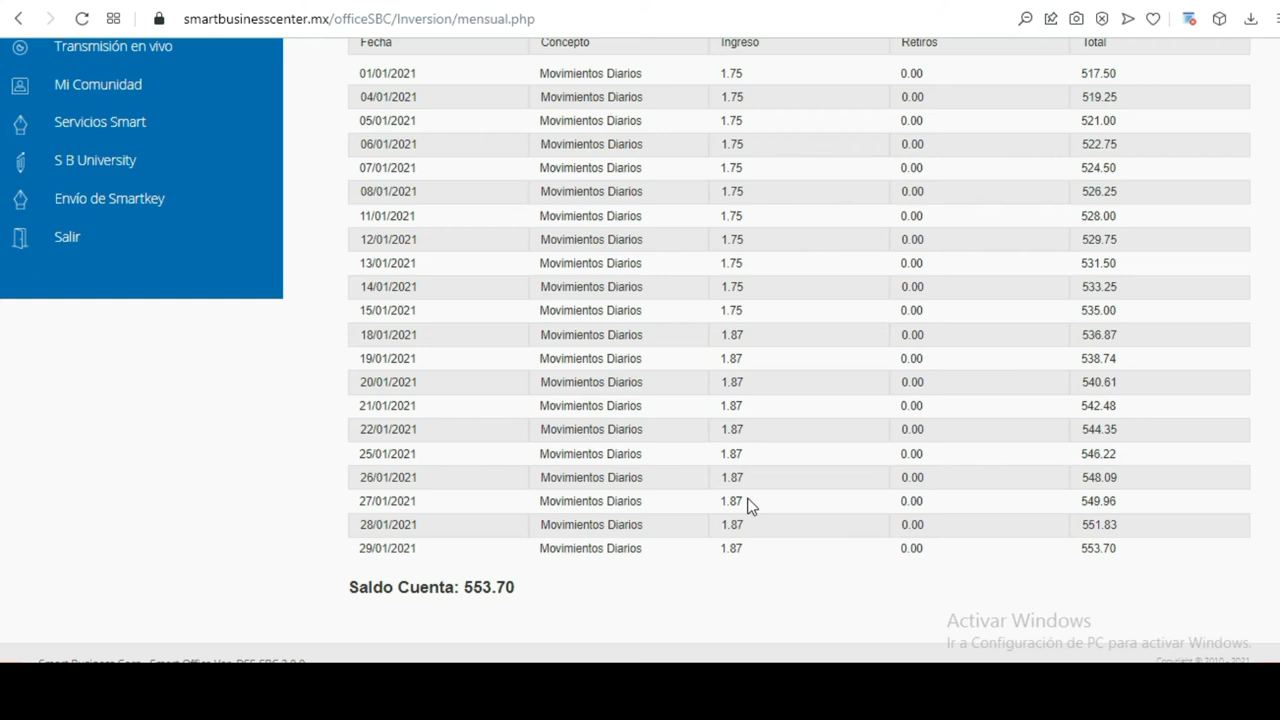 smartbusinesscenter.mx/officeSBC/Inversion/mensual.php
Transmisión en vivo
Mi Comunidad
Servicios Smart
S B University
Envío de Smartkey
Salir
Fecha Concepto Ingreso Retiros Total
01/01/2021 Movimientos Diarios 1.75 0.00 517.50
04/01/2021 Movimientos Diarios 1.75 0.00 519.25
05/01/2021 Movimientos Diarios 1.75 0.00 521.00
06/01/2021 Movimientos Diarios 1.75 0.00 522.75
07/01/2021 Movimientos Diarios 1.75 0.00 524.50
08/01/2021 Movimientos Diarios 1.75 0.00 526.25
11/01/2021 Movimientos Diarios 1.75 0.00 528.00
12/01/2021 Movimientos Diarios 1.75 0.00 529.75
13/01/2021 Movimientos Diarios 1.75 0.00 531.50
14/01/2021 Movimientos Diarios 1.75 0.00 533.25
15/01/2021 Movimientos Diarios 1.75 0.00 535.00
18/01/2021 Movimientos Diarios 1.87 0.00 536.87
19/01/2021 Movimientos Diarios 1.87 0.00 538.74
20/01/2021 Movimientos Diarios 1.87 0.00 540.61
21/01/2021 Movimientos Diarios 1.87 0.00 542.48
22/01/2021 Movimientos Diarios 1.87 0.00 544.35
25/01/2021 Movimientos Diarios 1.87 0.00 546.22
26/01/2021 Movimientos Diarios 1.87 0.00 548.09
27/01/2021 Movimientos Diarios 1.87 0.00 549.96
28/01/2021 Movimientos Diarios 1.87 0.00 551.83
29/01/2021 Movimientos Diarios 1.87 0.00 553.70
Saldo Cuenta: 553.70
Activar Windows
Ir a Configuración de PC para activar Windows.
Smart Business Corp Smart Office Ver.
Copyright © 2010 - 2021